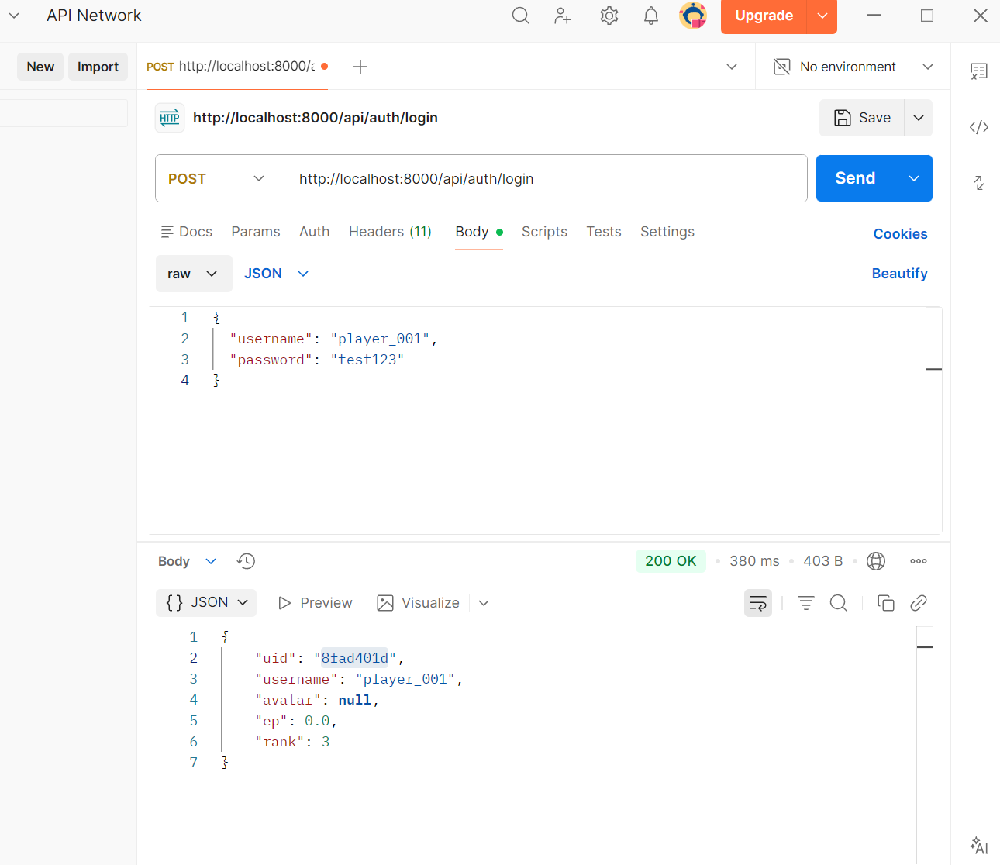 API Network
Upgrade
New
Import
POST http://localhost:8000/a
No environment
HTTP
http://localhost:8000/api/auth/login
Save
POST
http://localhost:8000/api/auth/login
Send
Docs
Params
Auth
Headers (11)
Body
Scripts
Tests
Settings
Cookies
raw
JSON
Beautify
1 {
2 "username": "player_001",
3 "password": "test123"
4 }
Body
200 OK
380 ms
403 B
{} JSON
Preview
Visualize
1 {
2 "uid": "8fad401d",
3 "username": "player_001",
4 "avatar": null,
5 "ep": 0.0,
6 "rank": 3
7 }
AI